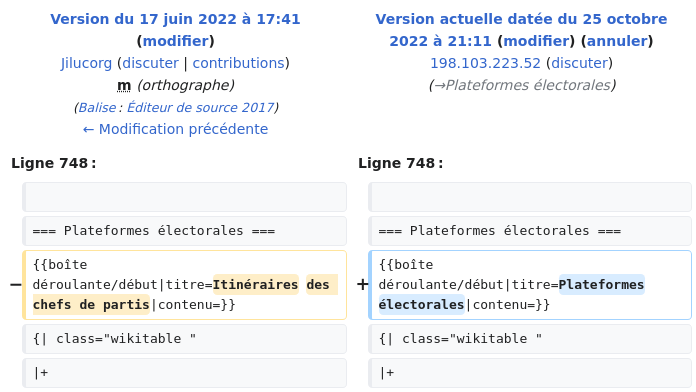 Version du 17 juin 2022 à 17:41
(modifier)
Jilucorg (discuter | contributions)
m (orthographe)
(Balise : Éditeur de source 2017)
← Modification précédente
Version actuelle datée du 25 octobre
2022 à 21:11 (modifier) (annuler)
198.103.223.52 (discuter)
(→Plateformes électorales)
Ligne 748 :
Ligne 748 :
=== Plateformes électorales ===
=== Plateformes électorales ===
−
{{boîte
déroulante/début|titre=Itinéraires des
chefs de partis|contenu=}}
+
{{boîte
déroulante/début|titre=Plateformes
électorales|contenu=}}
{| class="wikitable "
{| class="wikitable "
|+
|+